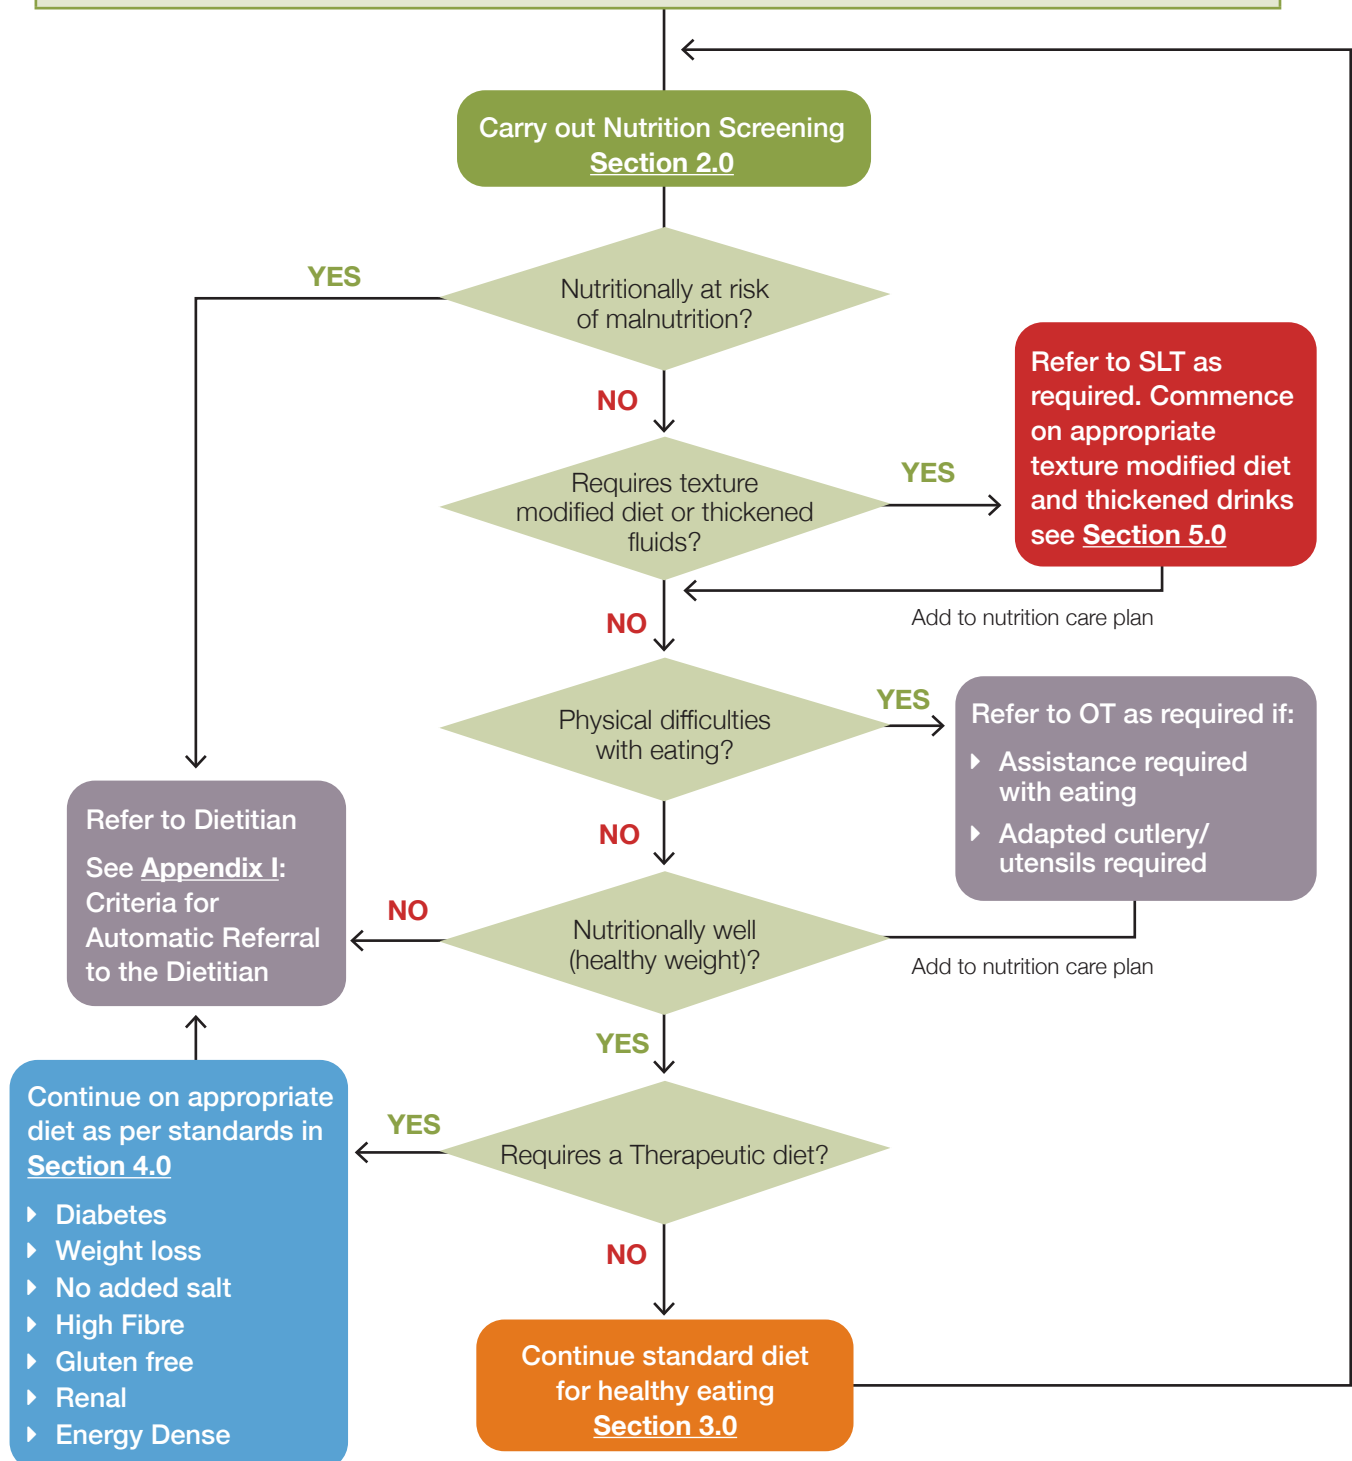 Carry out Nutrition Screening
Section 2.0
YES
Nutritionally at risk
of malnutrition?
NO
Refer to SLT as
required. Commence
on appropriate
texture modified diet
and thickened drinks
see Section 5.0
YES
Requires texture
modified diet or thickened
fluids?
NO
Add to nutrition care plan
YES
Physical difficulties
with eating?
Refer to OT as required if:
Assistance required
with eating
Adapted cutlery/
utensils required
NO
Refer to Dietitian
See Appendix I:
Criteria for
Automatic Referral
to the Dietitian
NO
Nutritionally well
(healthy weight)?
Add to nutrition care plan
YES
Continue on appropriate
diet as per standards in
Section 4.0
Diabetes
Weight loss
No added salt
High Fibre
Gluten free
Renal
Energy Dense
YES
Requires a Therapeutic diet?
NO
Continue standard diet
for healthy eating
Section 3.0